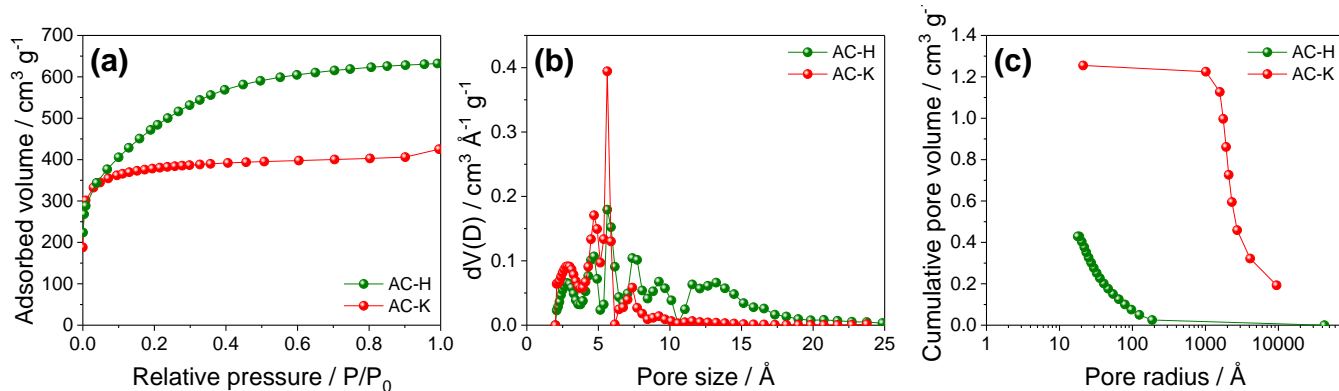 (a)
AC-H
AC-K
Adsorbed volume / cm³ g⁻¹
700
600
500
400
300
200
100
0
0.0 0.2 0.4 0.6 0.8 1.0
Relative pressure / P/P₀
(b)
AC-H
AC-K
dV(D) / cm³ Å⁻¹ g⁻¹
0.4
0.3
0.2
0.1
0.0
0 5 10 15 20 25
Pore size / Å
(c)
AC-H
AC-K
Cumulative pore volume / cm³ g⁻
1.4
1.2
1.0
0.8
0.6
0.4
0.2
0.0
1 10 100 1000 10000
Pore radius / Å